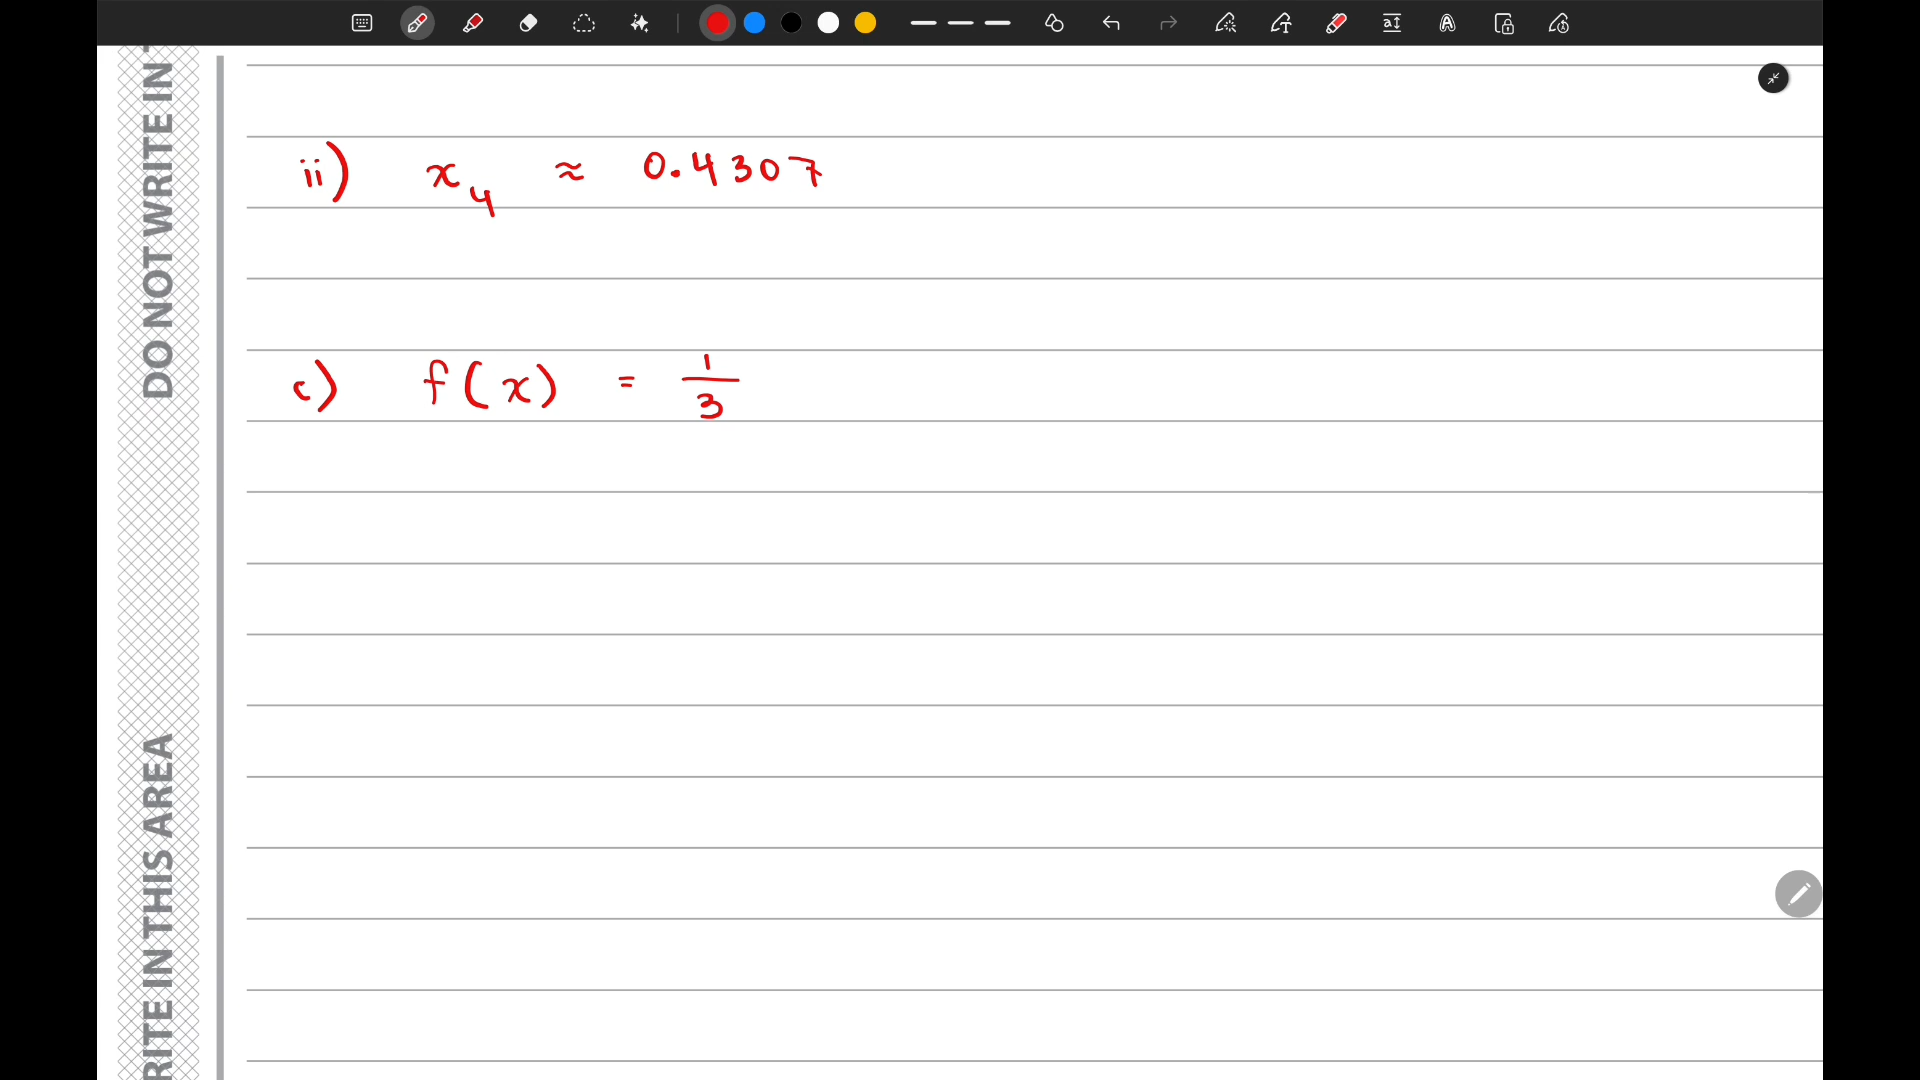 DO NOT WRITE IN
ii) x₄ ≈ 0.4307
c) f(x) = 1/3
RITE IN THIS AREA